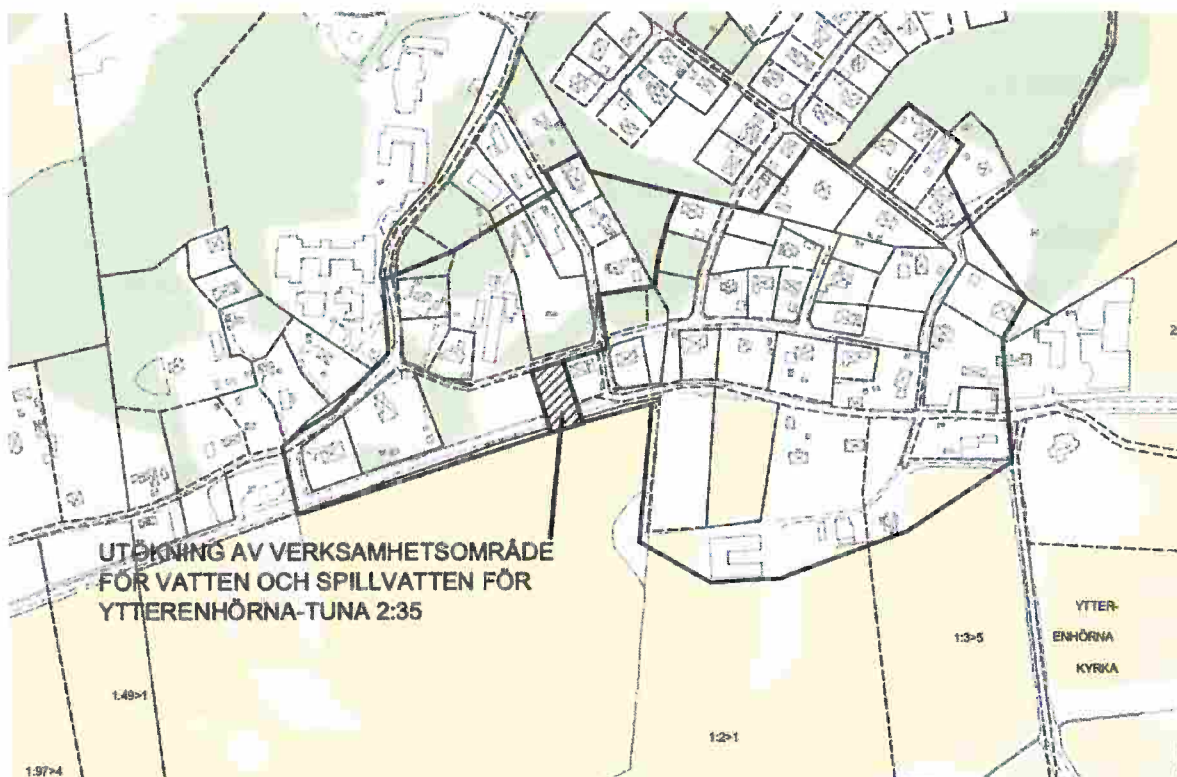 UTÖKNING AV VERKSAMHETSOMRÅDE
FÖR VATTEN OCH SPILLVATTEN FÖR
YTTERENHÖRNA-TUNA 2:35
YTTER-
ENHÖRNA
KYRKA
1:3>5
1:49>1
1:2>1
1:97>4